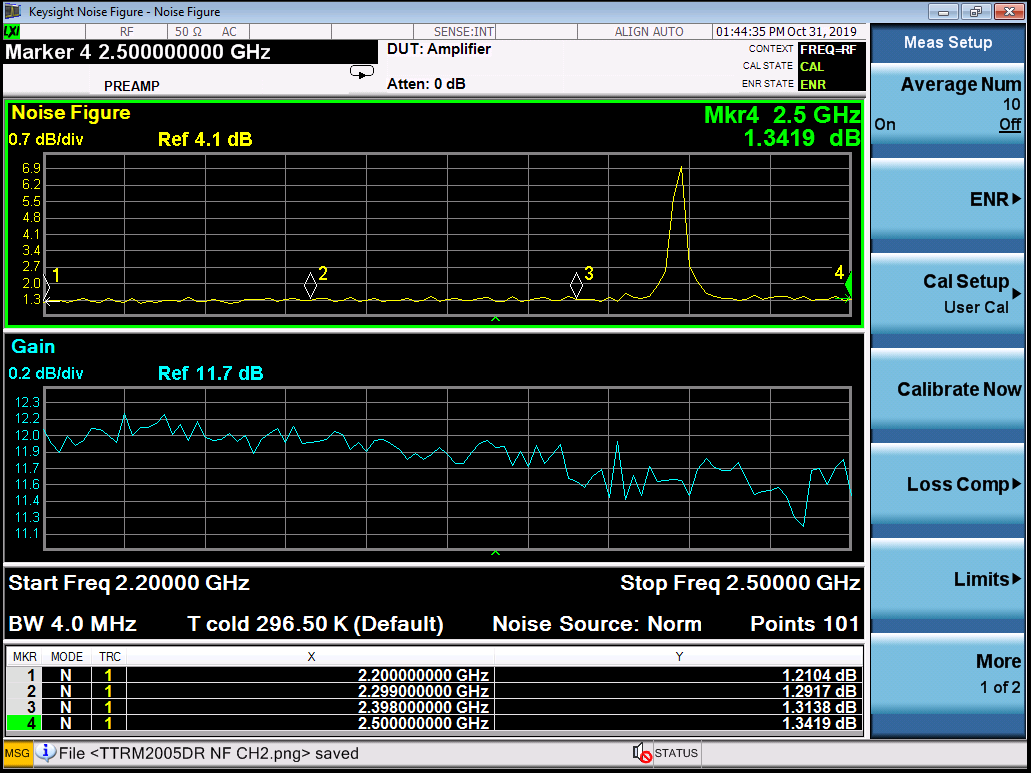 Keysight Noise Figure - Noise Figure
LXI RF 50 Ω AC SENSE:INT ALIGN AUTO 01:44:35 PM Oct 31, 2019
Marker 4 2.500000000 GHz
PREAMP
DUT: Amplifier
Atten: 0 dB
CONTEXT FREQ=RF
CAL STATE CAL
ENR STATE ENR
Noise Figure
0.7 dB/div Ref 4.1 dB
Mkr4 2.5 GHz
1.3419 dB
6.9
6.2
5.5
4.8
4.1
3.4
2.7
2.0
1.3
1 2 3 4
Gain
0.2 dB/div Ref 11.7 dB
12.3
12.2
12.0
11.9
11.7
11.6
11.4
11.3
11.1
Start Freq 2.20000 GHz Stop Freq 2.50000 GHz
BW 4.0 MHz T cold 296.50 K (Default) Noise Source: Norm Points 101
MKR MODE TRC X Y
1 N 1 2.200000000 GHz 1.2104 dB
2 N 1 2.299000000 GHz 1.2917 dB
3 N 1 2.398000000 GHz 1.3138 dB
4 N 1 2.500000000 GHz 1.3419 dB
MSG File <TTRM2005DR NF CH2.png> saved STATUS
Meas Setup
Average Num
10
On Off
ENR
Cal Setup
User Cal
Calibrate Now
Loss Comp
Limits
More
1 of 2